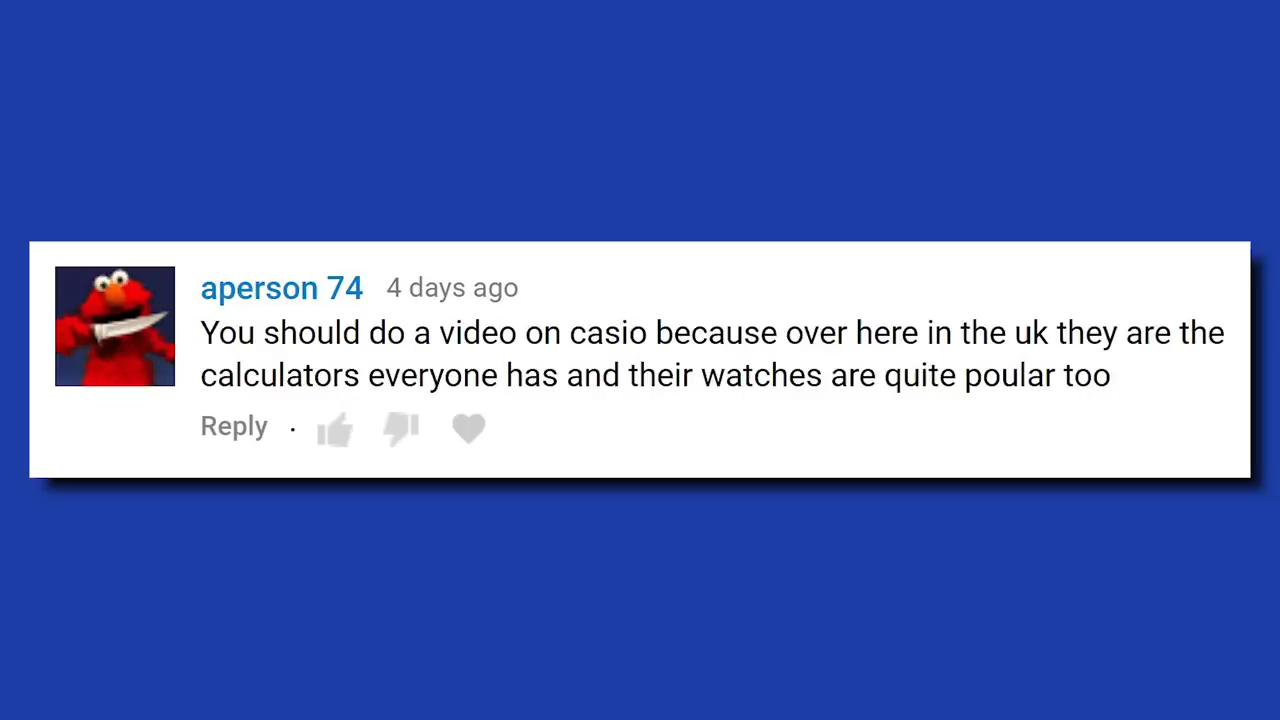 aperson 74 4 days ago
You should do a video on casio because over here in the uk they are the
calculators everyone has and their watches are quite poular too
Reply ·